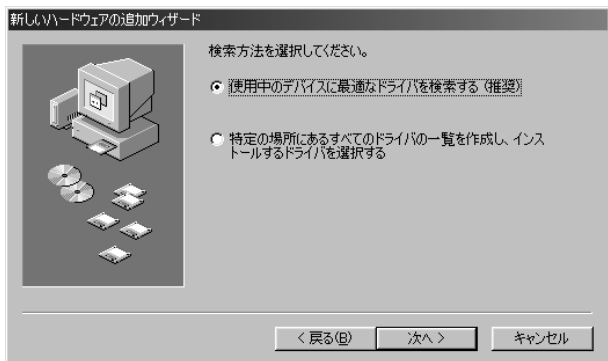 新しいハードウェアの追加ウィザード
検索方法を選択してください。
使用中のデバイスに最適なドライバを検索する (推奨)
特定の場所にあるすべてのドライバの一覧を作成し、インス
トールするドライバを選択する
< 戻る(B)
次へ >
キャンセル